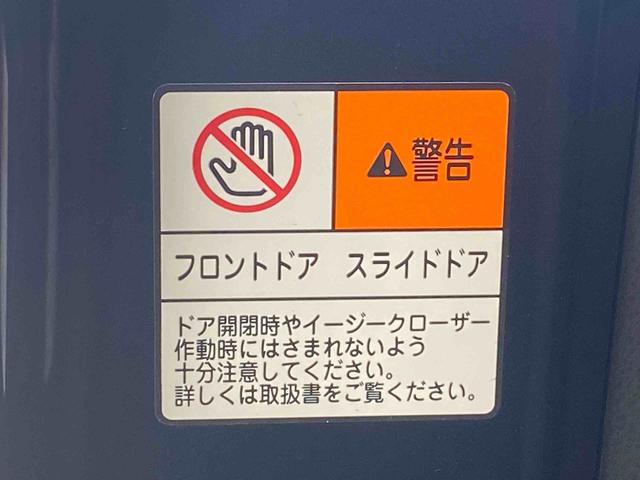 警告
フロントドア スライドドア
ドア開閉時やイージークローザー
作動時にはさまれないよう
十分注意してください。
詳しくは取扱書をご覧ください。